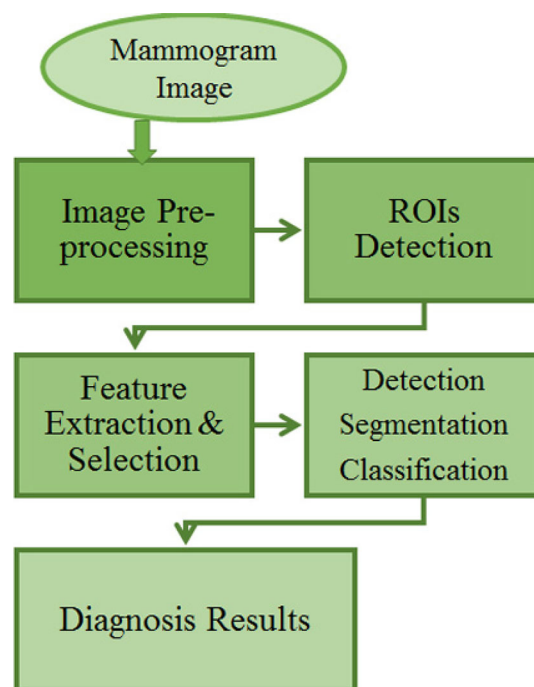 Mammogram
Image
Image Pre-
processing
ROIs
Detection
Feature
Extraction &
Selection
Detection
Segmentation
Classification
Diagnosis Results